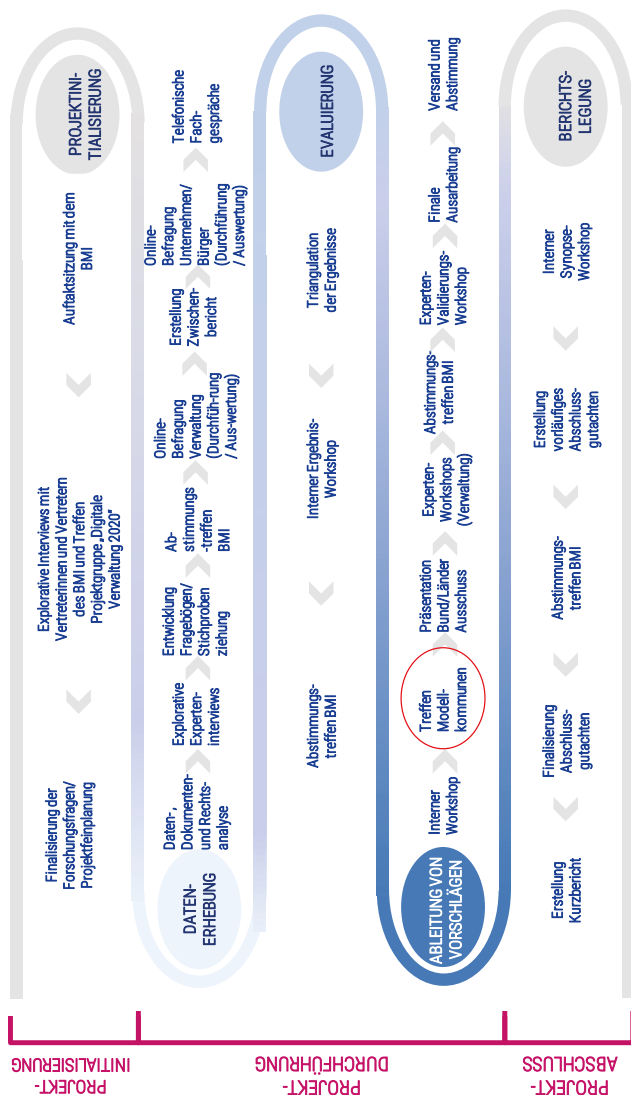 PROJEKT-
INITIALISIERUNG
PROJEKTINI-
TIALISIERUNG
Auftaktsitzung mit dem
BMI
Explorative Interviews mit
Vertreterinnen und Vertretern
des BMI und Treffen
Projektgruppe „Digitale
Verwaltung 2020"
Finalisierung der
Forschungsfragen/
Projektfeinplanung
PROJEKT-
DURCHFÜHRUNG
DATEN-
ERHEBUNG
Daten-,
Dokumenten-
und Rechts-
analyse
Explorative
Experten-
interviews
Entwicklung
Fragebögen/
Stichproben
ziehung
Ab-
stimmungs
-treffen
BMI
Online-
Befragung
Verwaltung
(Durchfüh-rung
/ Aus-wertung)
Erstellung
Zwischen-
bericht
Online-
Befragung
Unternehmen/
Bürger
(Durchführung
/ Auswertung)
Telefonische
Fach-
gespräche
EVALUIERUNG
Triangulation
der Ergebnisse
Interner Ergebnis-
Workshop
Abstimmungs-
treffen BMI
ABLEITUNG VON
VORSCHLÄGEN
Interner
Workshop
Treffen
Modell-
kommunen
Präsentation
Bund/Länder
Ausschuss
Experten-
Workshops
(Verwaltung)
Abstimmungs-
treffen BMI
Experten-
Validierungs-
Workshop
Finale
Ausarbeitung
Versand und
Abstimmung
PROJEKT-
ABSCHLUSS
BERICHTS-
LEGUNG
Interner
Synopse-
Workshop
Erstellung
vorläufiges
Abschluss-
gutachten
Abstimmungs-
treffen BMI
Finalisierung
Abschluss-
gutachten
Erstellung
Kurzbericht